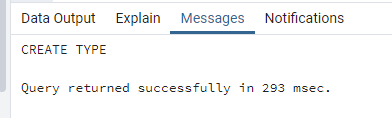 Data Output Explain Messages Notifications
CREATE TYPE
Query returned successfully in 293 msec.